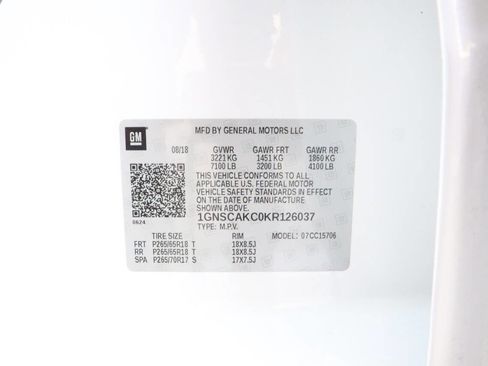 GM
MFD BY GENERAL MOTORS LLC
08/18 GVWR GAWR FRT GAWR RR
3221 KG 1451 KG 1860 KG
7100 LB 3200 LB 4100 LB
THIS VEHICLE CONFORMS TO ALL
APPLICABLE U.S. FEDERAL MOTOR
VEHICLE SAFETY STANDARDS IN EFFECT
ON THE DATE OF MANUFACTURE
SHOWN ABOVE.
1GNSCAKC0KR126037
0624 TYPE: M.P.V.
TIRE SIZE RIM MODEL: 07CC15706
FRT P265/65R18 T 18X8.5J
RR P265/65R18 T 18X8.5J
SPA P265/70R17 S 17X7.5J